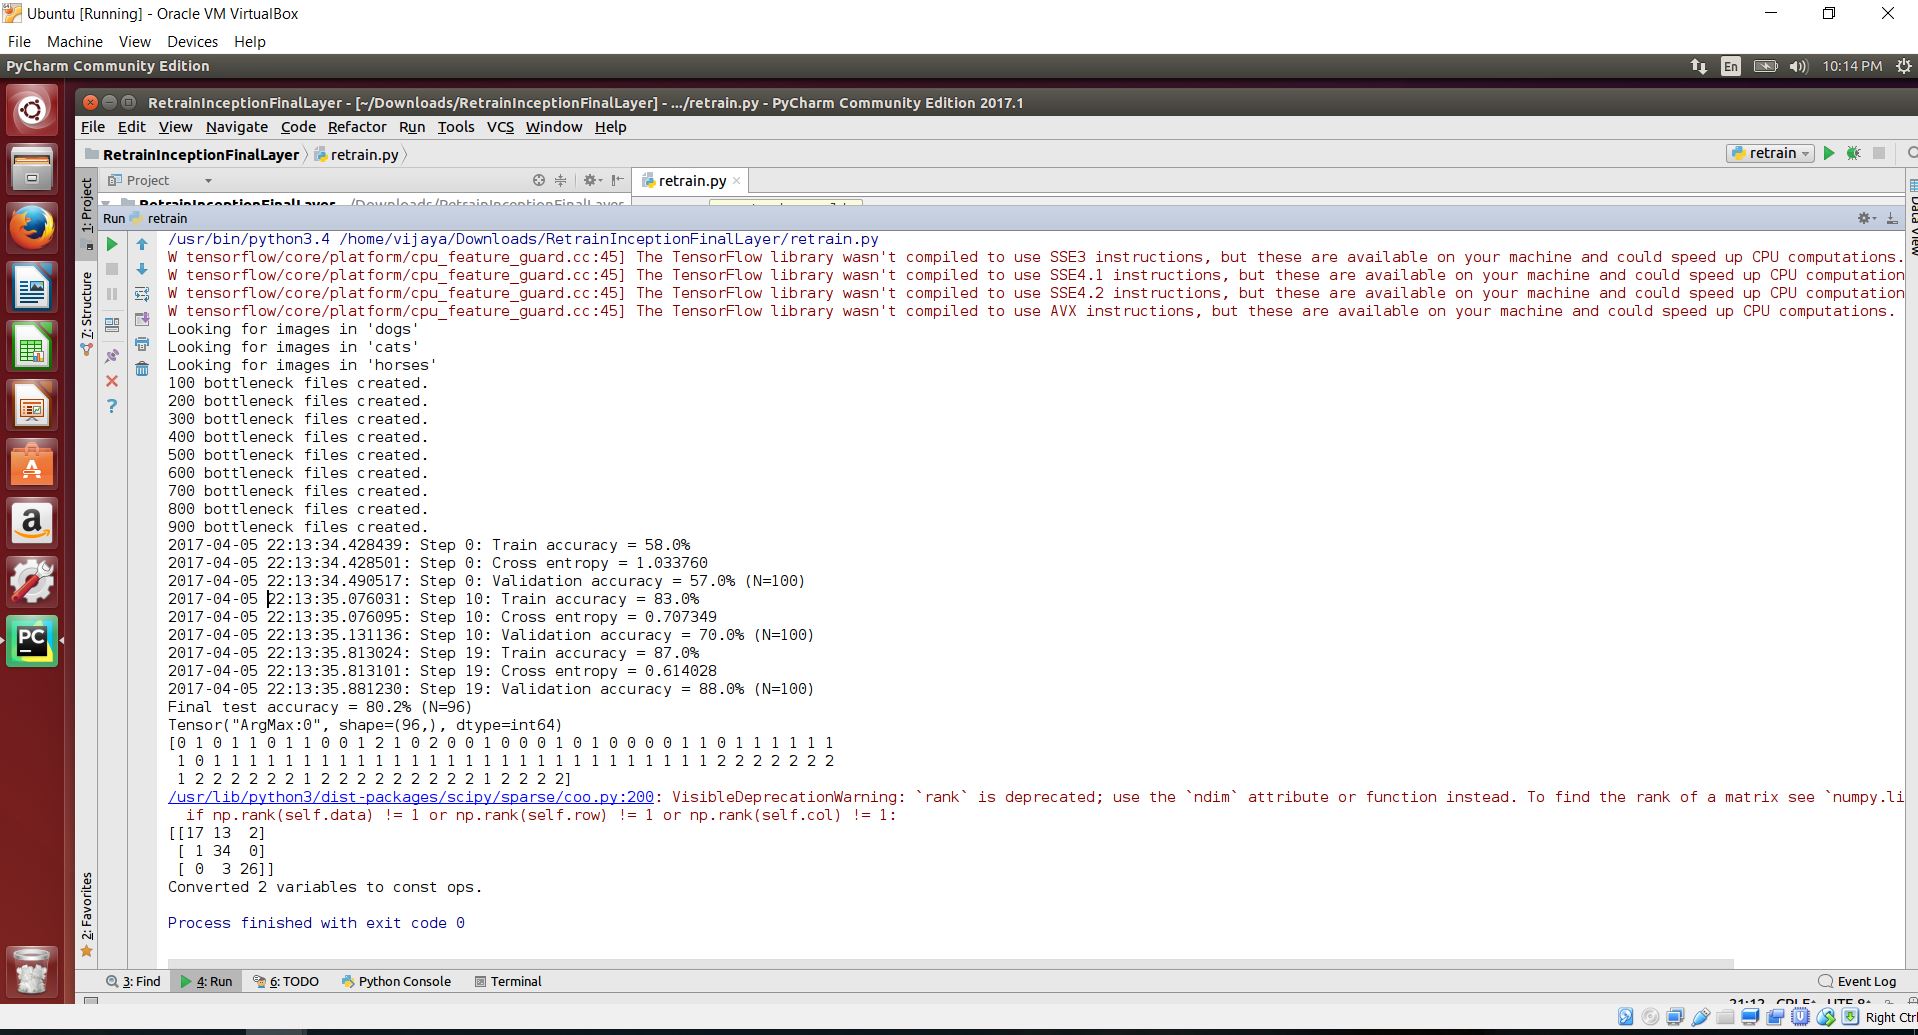 Ubuntu [Running] - Oracle VM VirtualBox
File Machine View Devices Help
PyCharm Community Edition
En 10:14 PM
RetrainInceptionFinalLayer - [~/Downloads/RetrainInceptionFinalLayer] - .../retrain.py - PyCharm Community Edition 2017.1
File Edit View Navigate Code Refactor Run Tools VCS Window Help
RetrainInceptionFinalLayer retrain.py retrain
Project retrain.py
1: Project
RetrainInceptionFinalLayer ~/Downloads/RetrainInceptionFinalLayer
Run retrain
7: Structure
2: Favorites
Data View
/usr/bin/python3.4 /home/vijaya/Downloads/RetrainInceptionFinalLayer/retrain.py
W tensorflow/core/platform/cpu_feature_guard.cc:45] The TensorFlow library wasn't compiled to use SSE3 instructions, but these are available on your machine and could speed up CPU computations.
W tensorflow/core/platform/cpu_feature_guard.cc:45] The TensorFlow library wasn't compiled to use SSE4.1 instructions, but these are available on your machine and could speed up CPU computation
W tensorflow/core/platform/cpu_feature_guard.cc:45] The TensorFlow library wasn't compiled to use SSE4.2 instructions, but these are available on your machine and could speed up CPU computation
W tensorflow/core/platform/cpu_feature_guard.cc:45] The TensorFlow library wasn't compiled to use AVX instructions, but these are available on your machine and could speed up CPU computations.
Looking for images in 'dogs'
Looking for images in 'cats'
Looking for images in 'horses'
100 bottleneck files created.
200 bottleneck files created.
300 bottleneck files created.
400 bottleneck files created.
500 bottleneck files created.
600 bottleneck files created.
700 bottleneck files created.
800 bottleneck files created.
900 bottleneck files created.
2017-04-05 22:13:34.428439: Step 0: Train accuracy = 58.0%
2017-04-05 22:13:34.428501: Step 0: Cross entropy = 1.033760
2017-04-05 22:13:34.490517: Step 0: Validation accuracy = 57.0% (N=100)
2017-04-05 22:13:35.076031: Step 10: Train accuracy = 83.0%
2017-04-05 22:13:35.076095: Step 10: Cross entropy = 0.707349
2017-04-05 22:13:35.131136: Step 10: Validation accuracy = 70.0% (N=100)
2017-04-05 22:13:35.813024: Step 19: Train accuracy = 87.0%
2017-04-05 22:13:35.813101: Step 19: Cross entropy = 0.614028
2017-04-05 22:13:35.881230: Step 19: Validation accuracy = 88.0% (N=100)
Final test accuracy = 80.2% (N=96)
Tensor("ArgMax:0", shape=(96,), dtype=int64)
[0 1 0 1 1 0 1 1 0 0 1 2 1 0 2 0 0 1 0 0 0 1 0 1 0 0 0 0 1 1 0 1 1 1 1 1 1
1 0 1 1 1 1 1 1 1 1 1 1 1 1 1 1 1 1 1 1 1 1 1 1 1 1 1 1 1 1 2 2 2 2 2 2 2
1 2 2 2 2 2 2 1 2 2 2 2 2 2 2 2 2 1 2 2 2 2]
/usr/lib/python3/dist-packages/scipy/sparse/coo.py:200: VisibleDeprecationWarning: `rank` is deprecated; use the `ndim` attribute or function instead. To find the rank of a matrix see `numpy.li
if np.rank(self.data) != 1 or np.rank(self.row) != 1 or np.rank(self.col) != 1:
[[17 13 2]
[ 1 34 0]
[ 0 3 26]]
Converted 2 variables to const ops.
Process finished with exit code 0
3: Find 4: Run 6: TODO Python Console Terminal Event Log
Right Ctrl